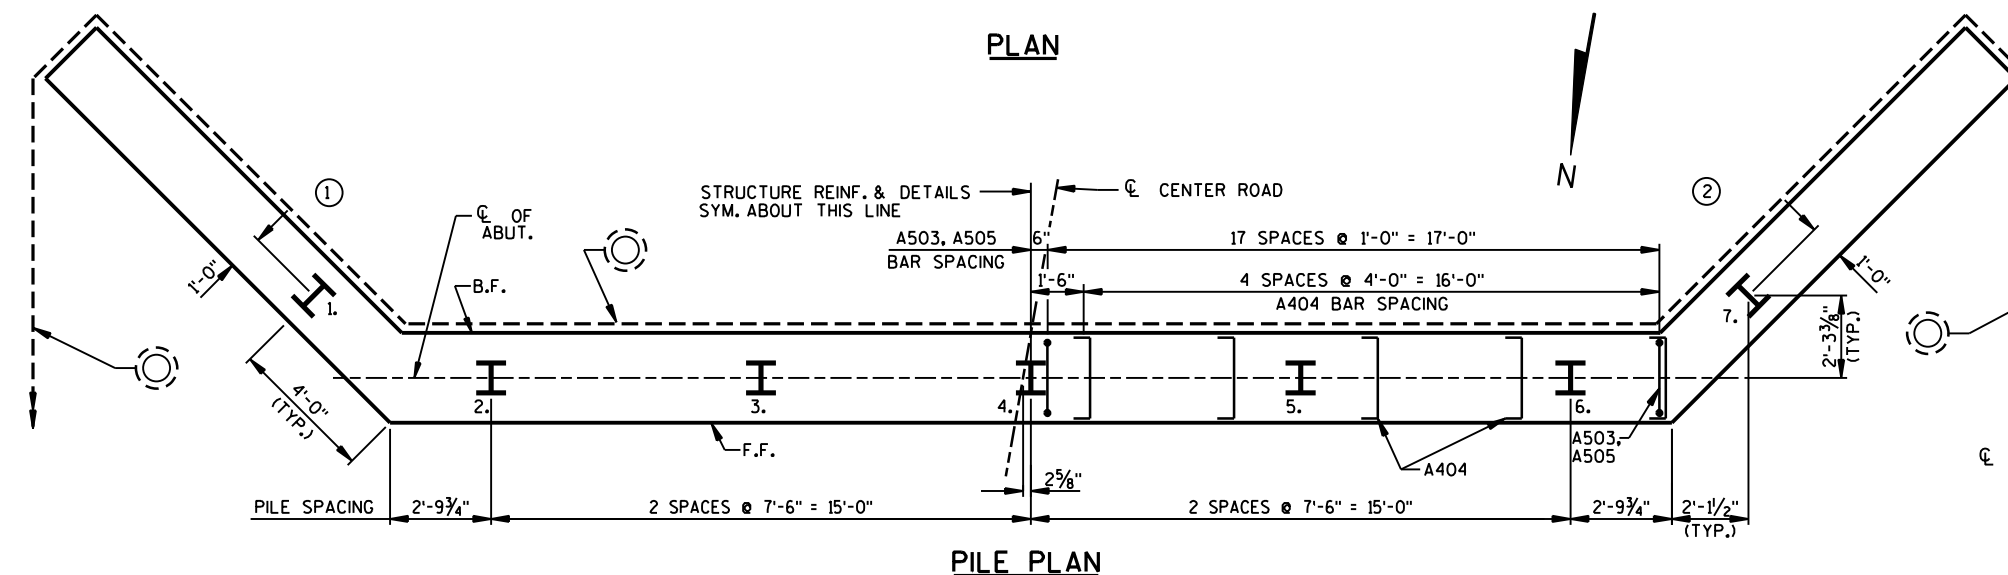 PLAN
N
1
2
STRUCTURE REINF. & DETAILS
SYM. ABOUT THIS LINE
℄ CENTER ROAD
℄ OF
ABUT.
A503, A505
BAR SPACING
6"
17 SPACES @ 1'-0" = 17'-0"
1'-6"
4 SPACES @ 4'-0" = 16'-0"
A404 BAR SPACING
B.F.
1'-0"
1'-0"
1.
7.
2'-3⅜"
(TYP.)
4'-0"
(TYP.)
2.
3.
4.
5.
6.
F.F.
A404
A503,
A505
℄
2⅝"
PILE SPACING
2'-9¾"
2 SPACES @ 7'-6" = 15'-0"
2 SPACES @ 7'-6" = 15'-0"
2'-9¾"
2'-1½"
(TYP.)
PILE PLAN